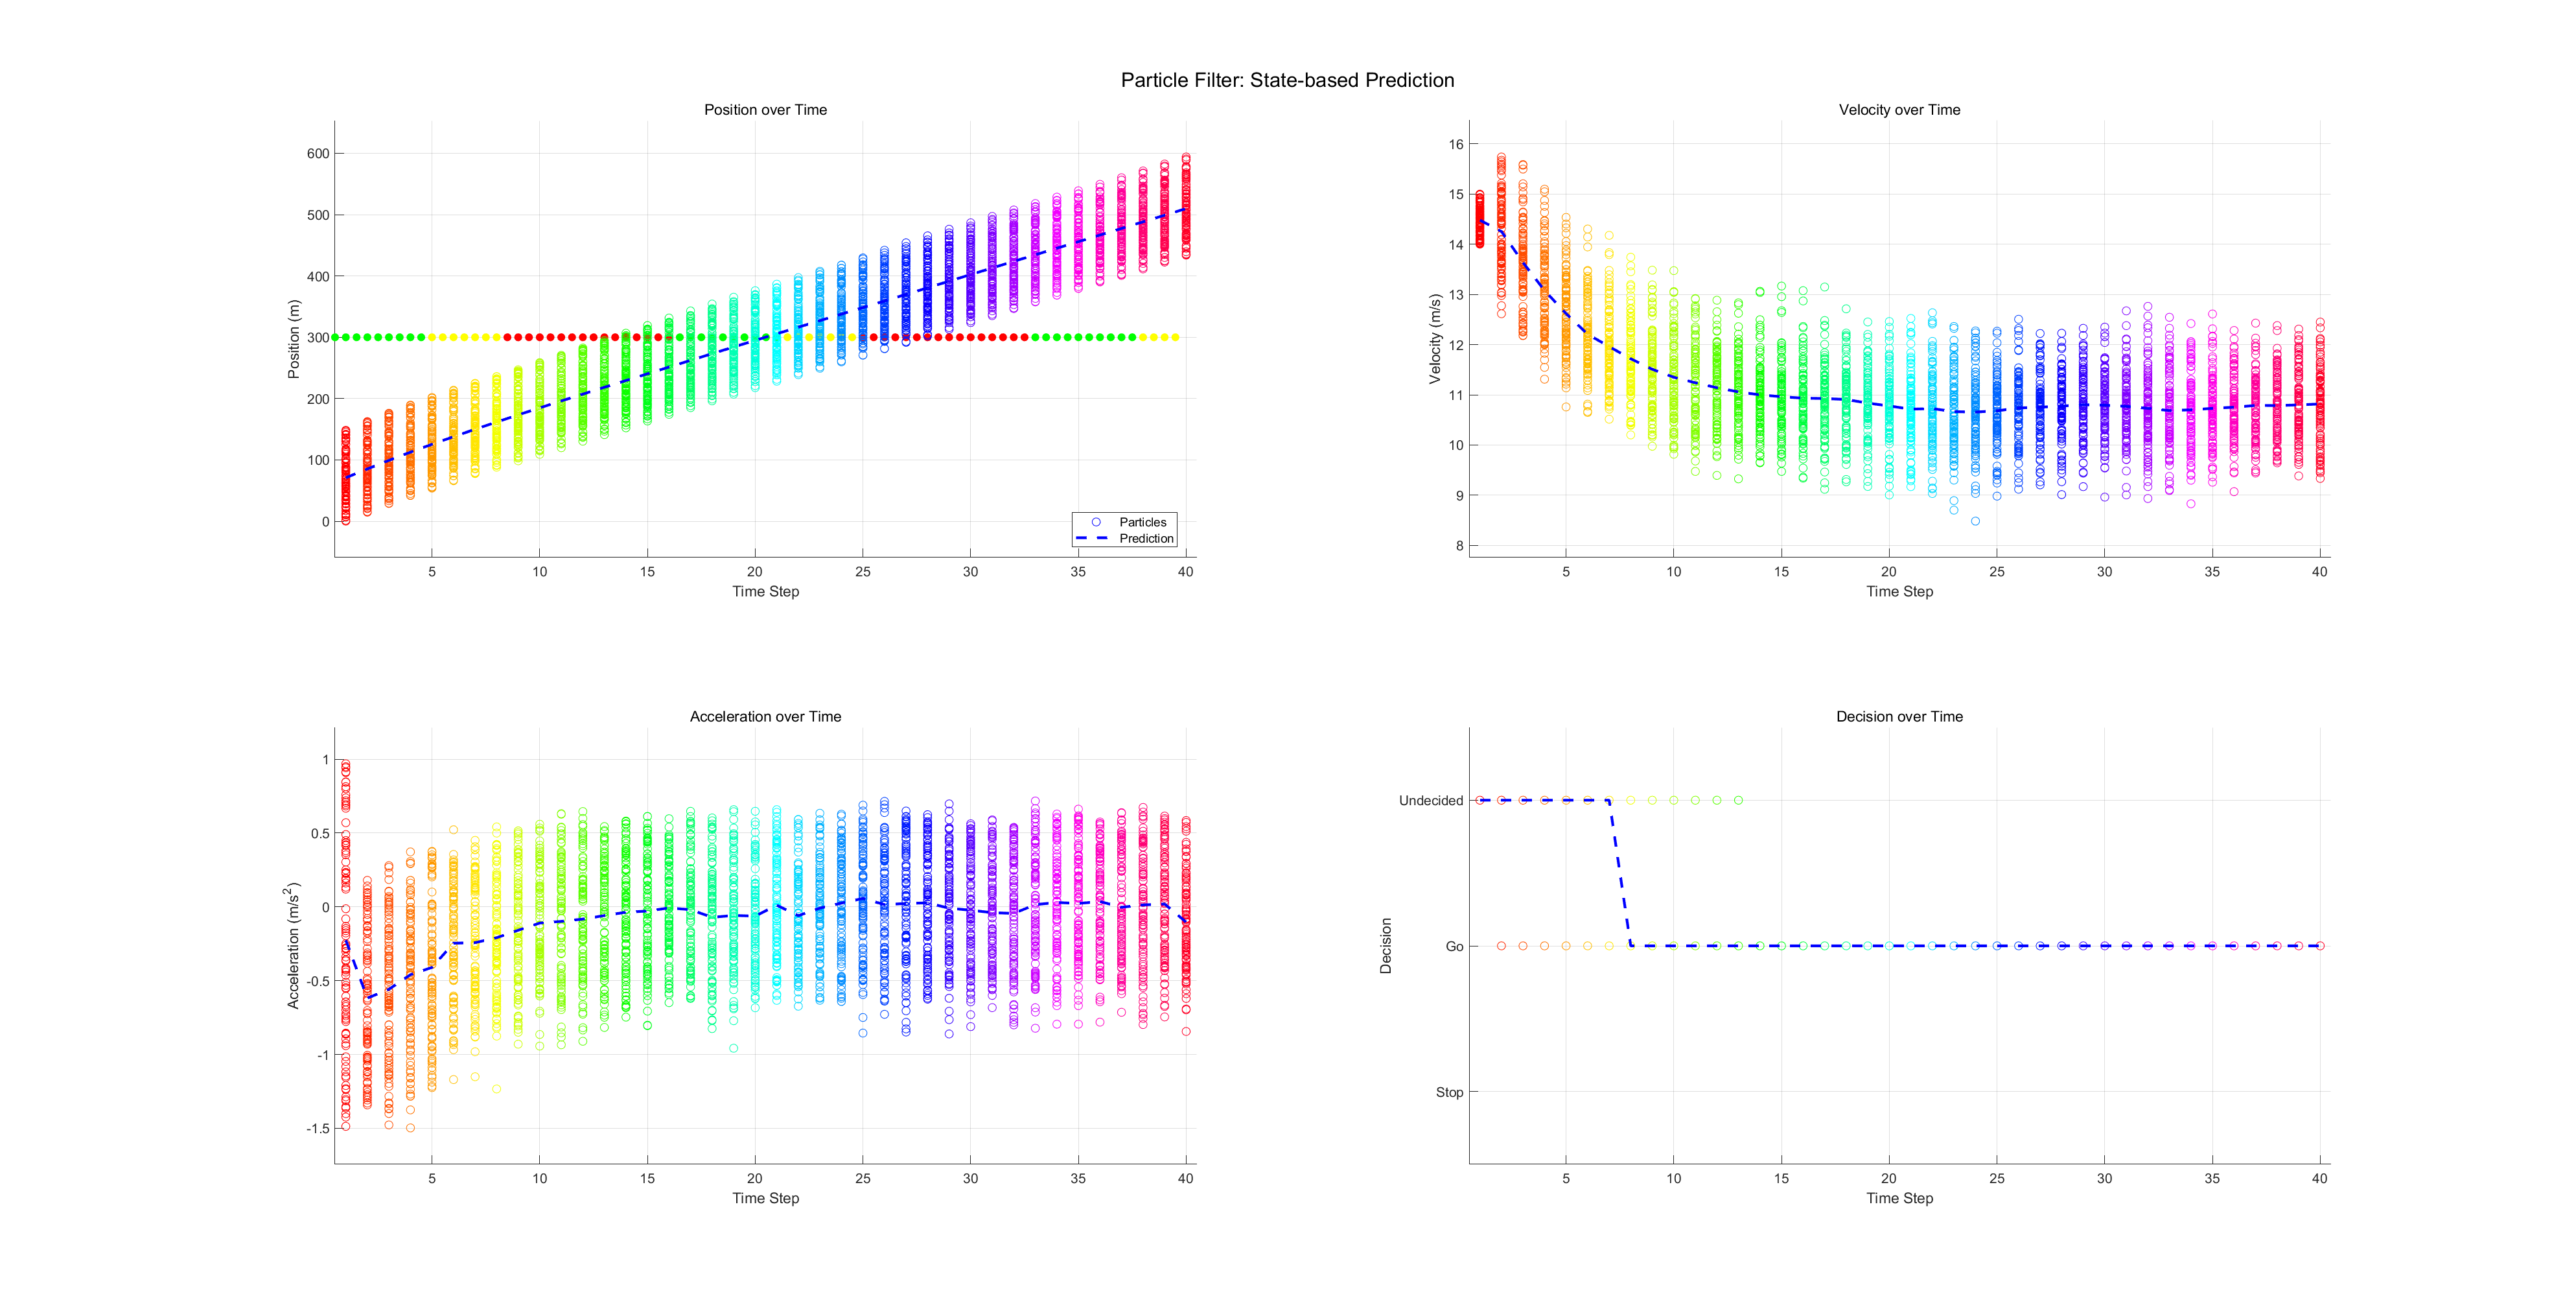 Particle Filter: State-based Prediction
Position over Time
600
500
400
300
200
100
0
Position (m)
5 10 15 20 25 30 35 40
Time Step
Particles
Prediction
Velocity over Time
16
15
14
13
12
11
10
9
8
Velocity (m/s)
5 10 15 20 25 30 35 40
Time Step
Acceleration over Time
1
0.5
0
-0.5
-1
-1.5
Acceleration (m/s²)
5 10 15 20 25 30 35 40
Time Step
Decision over Time
Undecided
Go
Stop
Decision
5 10 15 20 25 30 35 40
Time Step